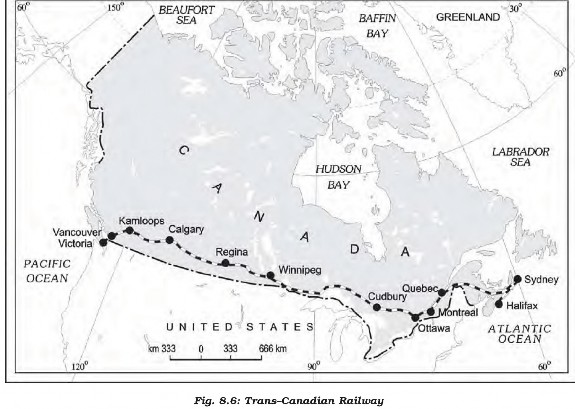 60°
150°
BEAUFORT
SEA
BAFFIN
BAY
GREENLAND
30°
60°
LABRADOR
SEA
HUDSON
BAY
CANADA
Kamloops
Vancouver
Victoria
Calgary
Regina
Winnipeg
PACIFIC
OCEAN
Cudbury
Quebec
Sydney
Halifax
Montreal
Ottawa
ATLANTIC
OCEAN
UNITED STATES
km 333 0 333 666 km
120°
90°
60°
Fig. 8.6: Trans–Canadian Railway